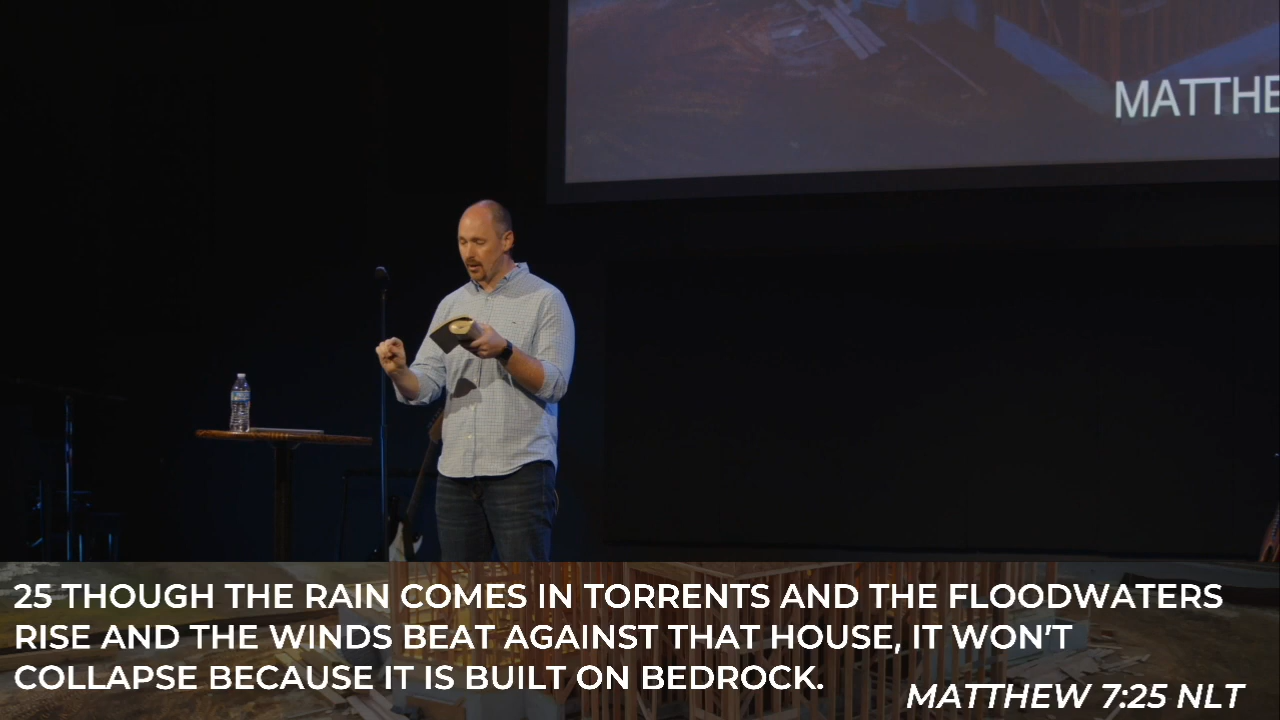 MATTHE
25 THOUGH THE RAIN COMES IN TORRENTS AND THE FLOODWATERS
RISE AND THE WINDS BEAT AGAINST THAT HOUSE, IT WON'T
COLLAPSE BECAUSE IT IS BUILT ON BEDROCK.
MATTHEW 7:25 NLT